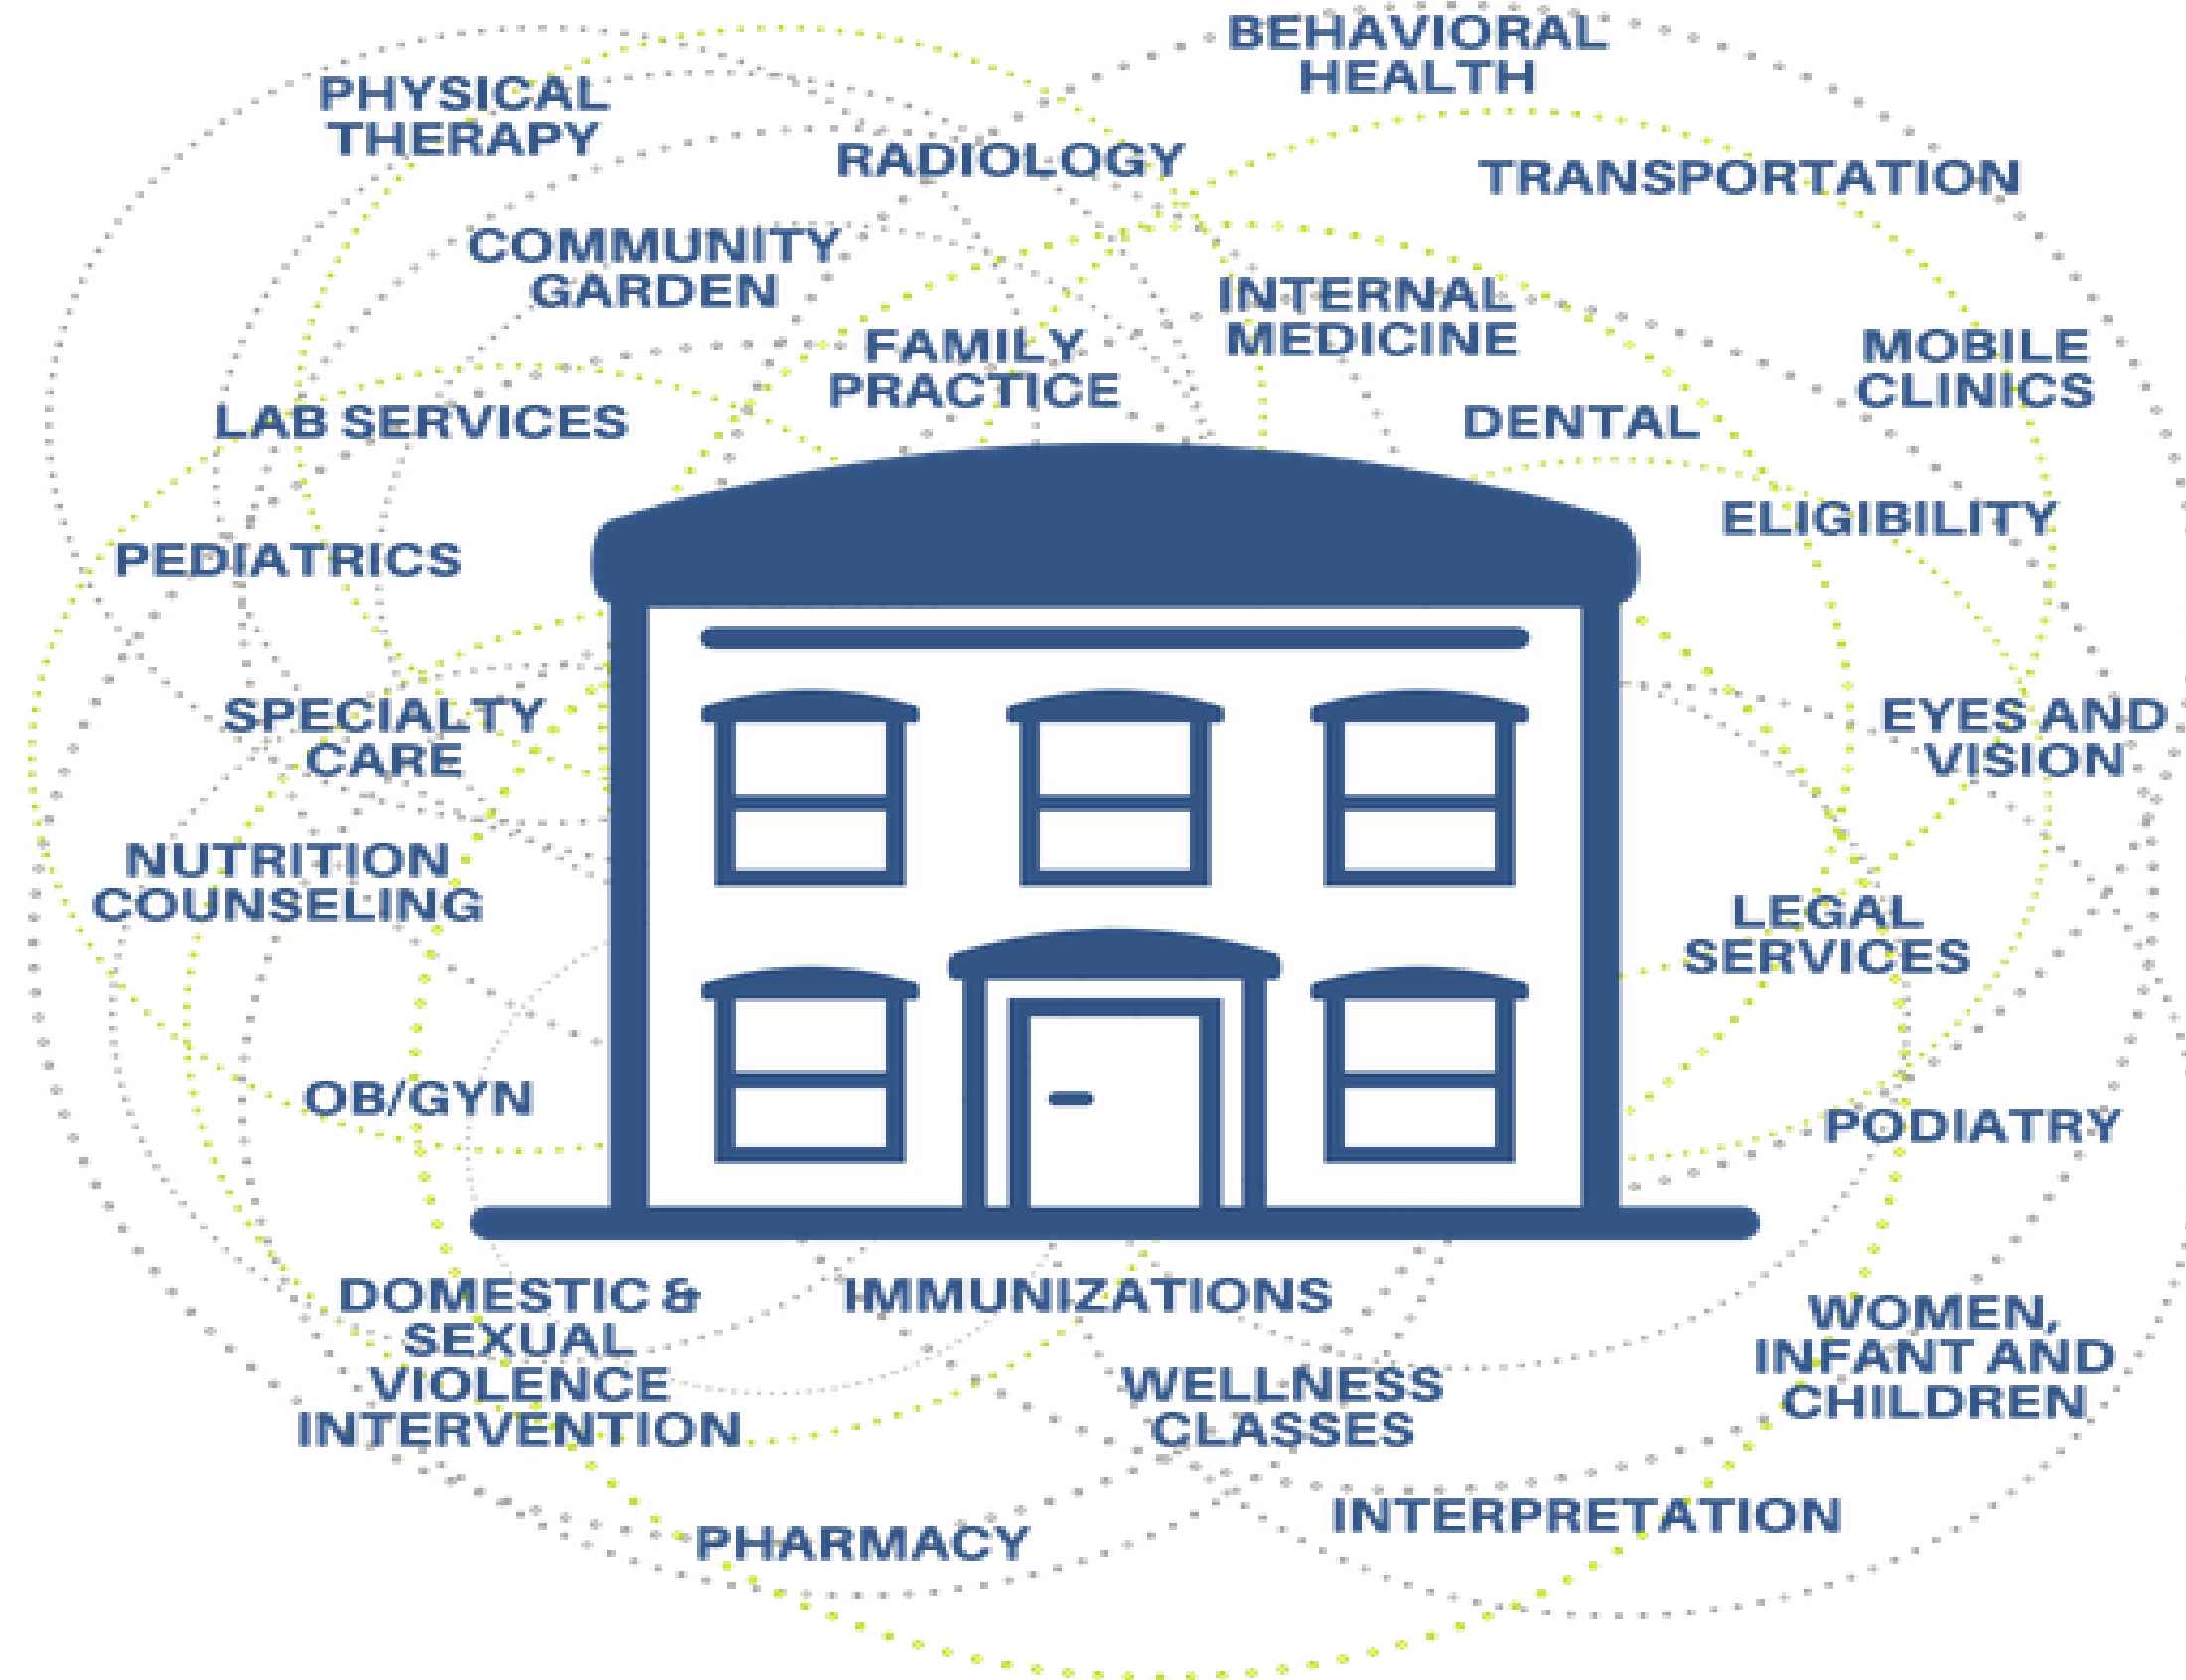 BEHAVIORAL
HEALTH
PHYSICAL
THERAPY
RADIOLOGY
TRANSPORTATION
COMMUNITY
GARDEN
INTERNAL
MEDICINE
FAMILY
PRACTICE
MOBILE
CLINICS
LAB SERVICES
DENTAL
ELIGIBILITY
PEDIATRICS
SPECIALTY
CARE
EYES AND
VISION
NUTRITION
COUNSELING
LEGAL
SERVICES
OB/GYN
PODIATRY
DOMESTIC &
SEXUAL
VIOLENCE
INTERVENTION
IMMUNIZATIONS
WOMEN,
INFANT AND
CHILDREN
WELLNESS
CLASSES
INTERPRETATION
PHARMACY